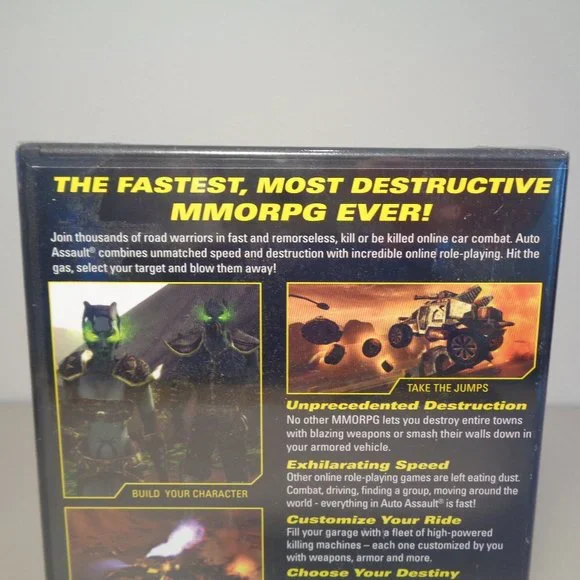 THE FASTEST, MOST DESTRUCTIVE
MMORPG EVER!
Join thousands of road warriors in fast and remorseless, kill or be killed online car combat. Auto
Assault® combines unmatched speed and destruction with incredible online role-playing. Hit the
gas, select your target and blow them away!
BUILD YOUR CHARACTER
TAKE THE JUMPS
Unprecedented Destruction
No other MMORPG lets you destroy entire towns
with blazing weapons or smash their walls down in
your armored vehicle.
Exhilarating Speed
Other online role-playing games are left eating dust.
Combat, driving, finding a group, moving around the
world - everything in Auto Assault® is fast!
Customize Your Ride
Fill your garage with a fleet of high-powered
killing machines – each one customized by you
with weapons, armor and more.
Choose Your Destiny